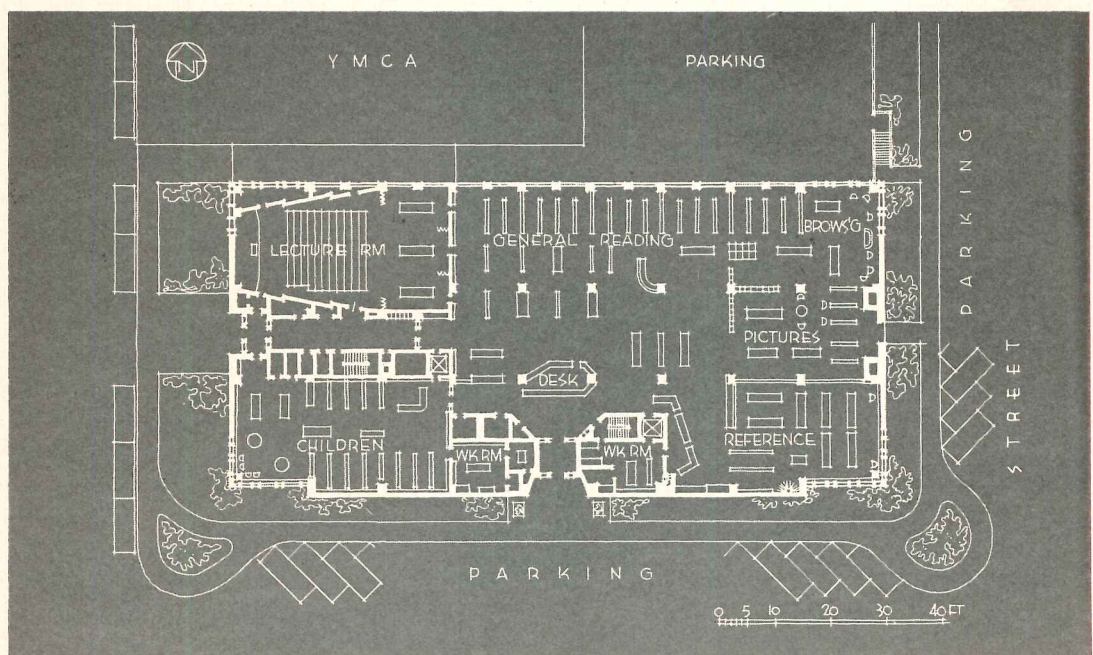 N
YMCA
PARKING
PARKING
LECTURE RM
GENERAL READING
BROWS'G
PICTURES
DESK
CHILDREN
WK RM
WK RM
REFERENCE
STREET
PARKING
0 5 10 20 30 40 FT